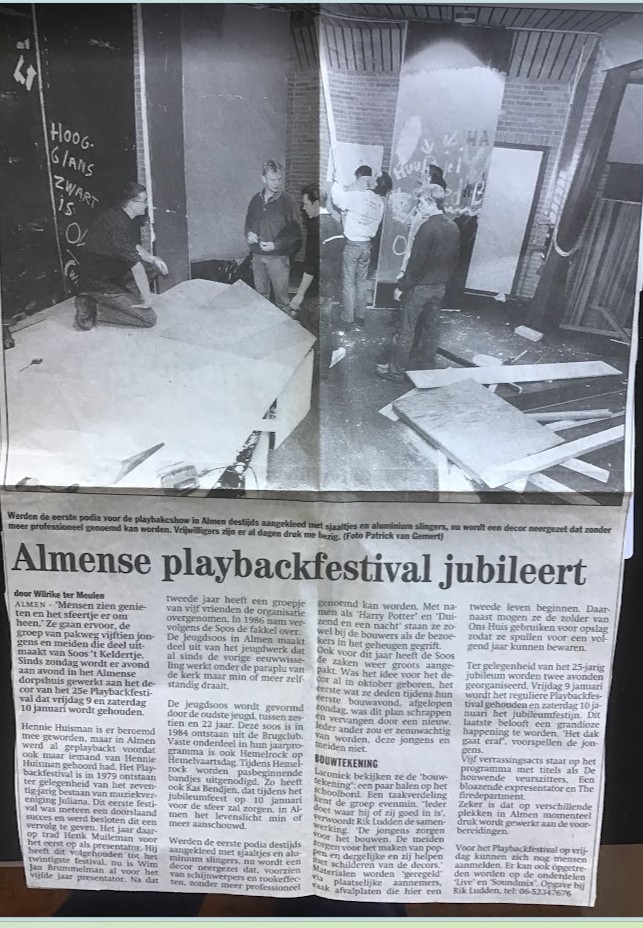 HOOG-
GLANS
ZWART
is
Werden de eerste podia voor de playbakcshow in Almen destijds aangekleed met sjaaltjes en aluminium slingers, nu wordt een decor neergezet dat zonder
meer professioneel genoemd kan worden. Vrijwilligers zijn er al dagen druk me bezig. (Foto Patrick van Gemert)
Almense playbackfestival jubileert
door Wilrike ter Meulen
ALMEN - 'Mensen zien genie-
ten en het sfeertje er om
heen.' Ze gaan ervoor, de
groep van pakweg vijftien jon-
gens en meiden die deel uit-
maakt van Soos 't Keldertje.
Sinds zondag wordt er avond
aan avond in het Almense
dorpshuis gewerkt aan het de-
cor van het 25e Playbackfesti-
val dat vrijdag 9 en zaterdag
10 januari wordt gehouden.
Hennie Huisman is er beroemd
mee geworden, maar in Almen
werd al geplaybackt voordat
ook maar iemand van Hennie
Huisman gehoord had. Het Play-
backfestival is in 1979 ontstaan
ter gelegenheid van het zeven-
tig-jarig bestaan van muziekver-
eniging Juliana. Dit eerste festi-
val was meteen een doorslaand
succes en werd besloten dit een
vervolg te geven. Het jaar daar-
op trad Henk Muileman voor
het eerst op als presentator. Hij
heeft dit volgehouden tot het
twintigste festival, nu is Wim
Jan Brummelman al voor het
vijfde jaar presentator. Na dat
tweede jaar heeft een groepje
van vijf vrienden de organisatie
overgenomen. In 1986 nam ver-
volgens de Soos de fakkel over.
De jeugdsoos in Almen maakt
deel uit van het jeugdwerk dat
al sinds de vorige eeuwwisse-
ling werkt onder de paraplu van
de kerk maar min of meer zelf-
standig draait.
De jeugdsoos wordt gevormd
door de oudste jeugd, tussen zes-
tien en 22 jaar. Deze soos is in
1984 ontstaan uit de Brugclub.
Vaste onderdeel in hun jaarpro-
gramma is ook Hemelrock op
Hemelvaartsdag. Tijdens Hemel-
rock worden pasbeginnende
bandjes uitgenodigd. Zo heeft
ook Kas Bendjen, dat tijdens het
jubileumfeest op 10 januari
voor de sfeer zal zorgen, in Al-
men het levenslicht min of
meer aanschouwd.
Werden de eerste podia destijds
aangekleed met sjaaltjes en alu-
minium slingers, nu wordt een
decor neergezet dat, voorzien
van schijnwerpers en rookeffec-
ten, zonder meer professioneel
genoemd kan worden. Met na-
men als 'Harry Potter' en 'Dui-
zend en een nacht' staan ze zo-
wel bij de bouwers als de bezoe-
kers in het geheugen gegrift.
Ook voor dit jaar heeft de Soos
de zaken weer groots aange-
pakt. Was het idee voor het de-
cor al in oktober geboren, het
eerste wat ze deden tijdens hun
eerste bouwavond, afgelopen
zondag, was dit plan schrappen
en vervangen door een nieuw.
Ieder ander zou er zenuwachtig
van worden, deze jongens en
meiden niet.
BOUWTEKENING
Laconiek bekijken ze de 'bouw-
tekening': een paar halen op het
schoolbord. Een taakverdeling
kent de groep evenmin. 'Ieder
doet waar hij of zij goed in is',
verwoordt Rik Ludden de samen-
werking. 'De jongens zorgen
voor het bouwen. De meiden
zorgen voor het maken van pop-
pen en dergelijke en zij helpen
met schilderen van de decors.'
Materialen worden 'geregeld'
via plaatselijke aannemers,
vaak afvalplaten die hier een
tweede leven beginnen. Daar-
naast mogen ze de zolder van
Ons Huis gebruiken voor opslag
zodat ze spullen voor een vol-
gend jaar kunnen bewaren.
Ter gelegenheid van het 25-jarig
jubileum worden twee avonden
georganiseerd. Vrijdag 9 januari
wordt het reguliere Playbackfes-
tival gehouden en zaterdag 10 ja-
nuari het jubileumfestijn. Dit
laatste belooft een grandioze
happening te worden. 'Het dak
gaat eraf', voorspellen de jon-
gens.
Vijf verrassingsacts staat op het
programma met titels als De
houwende veurszitters, Een
blozende expresentator en The
firedepartment.
Zeker is dat op verschillende
plekken in Almen momenteel
druk wordt gewerkt aan de voor-
bereidingen.
Voor het Playbackfestival op vrij-
dag kunnen zich nog mensen
aanmelden. Er kan ook opgetre-
den worden op de onderdelen
'Live' en 'Soundmix'. Opgave bij
Rik Ludden, tel: 06-52347676